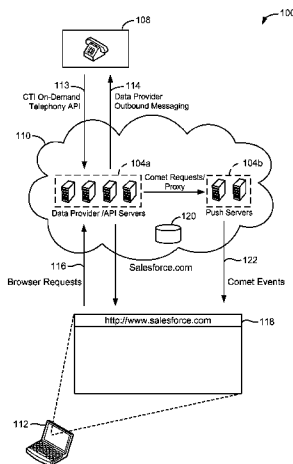 100
108
113
114
CTI On-Demand
Telephony API
Data Provider
Outbound Messaging
110
104a
104b
Comet Requests/
Proxy
Data Provider /API Servers
Push Servers
120
116
Salesforce.com
122
Browser Requests
Comet Events
http://www.salesforce.com
118
112